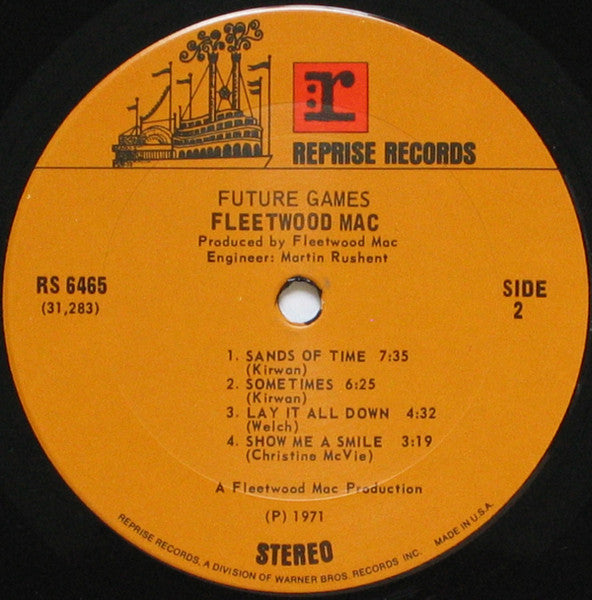 :r
REPRISE RECORDS
FUTURE GAMES
FLEETWOOD MAC
Produced by Fleetwood Mac
Engineer: Martin Rushent
RS 6465
(31,283)
SIDE
2
1. SANDS OF TIME 7:35
(Kirwan)
2. SOMETIMES 6:25
(Kirwan)
3. LAY IT ALL DOWN 4:32
(Welch)
4. SHOW ME A SMILE 3:19
(Christine McVie)
A Fleetwood Mac Production
(P) 1971
STEREO
REPRISE RECORDS, A DIVISION OF WARNER BROS. RECORDS INC. MADE IN U.S.A.